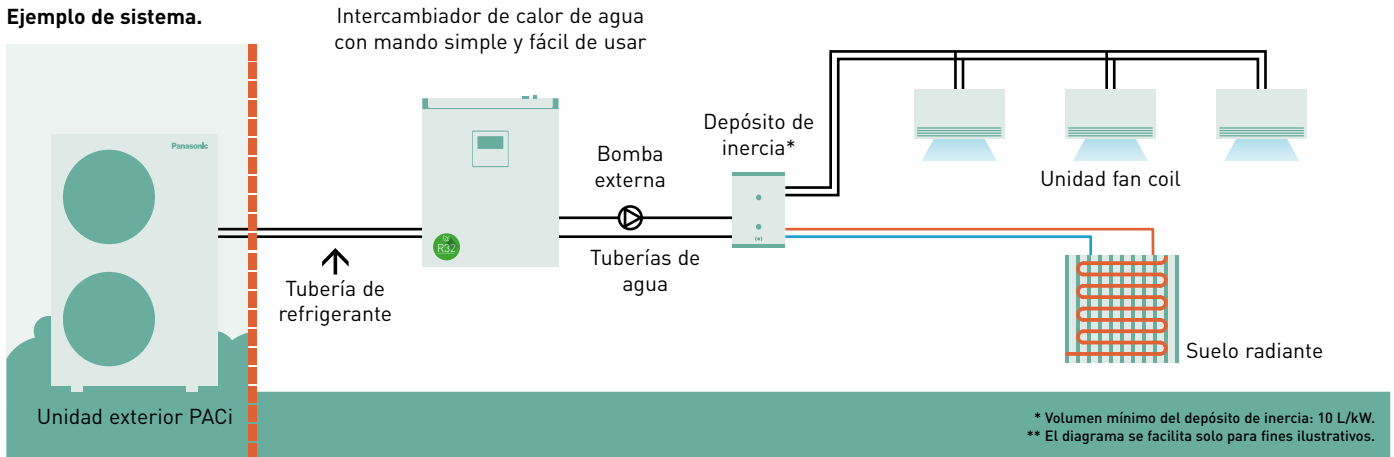 Ejemplo de sistema.
Intercambiador de calor de agua
con mando simple y fácil de usar
Panasonic
R32
Tubería de
refrigerante
Bomba
externa
Tuberías de
agua
Depósito de
inercia*
Unidad fan coil
Suelo radiante
Unidad exterior PACi
* Volumen mínimo del depósito de inercia: 10 L/kW.
** El diagrama se facilita solo para fines ilustrativos.